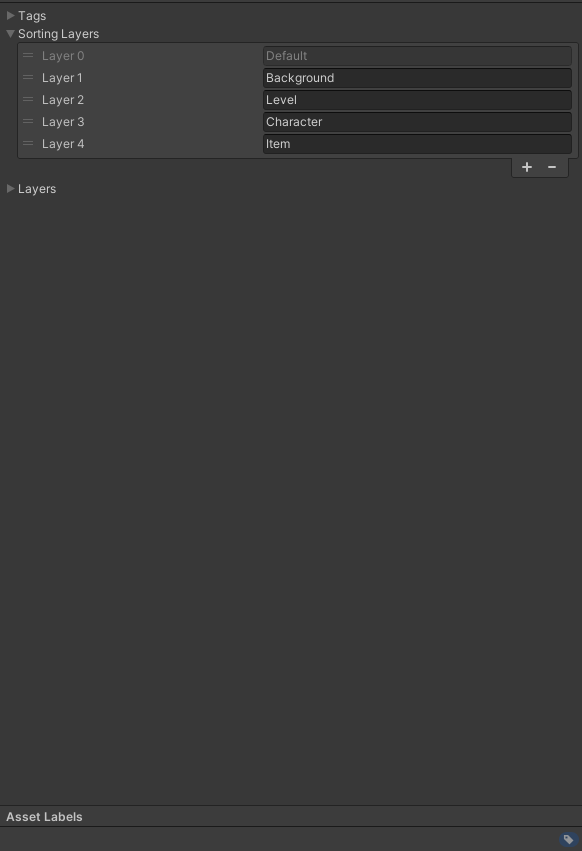 Tags
Sorting Layers
Layer 0 Default
Layer 1 Background
Layer 2 Level
Layer 3 Character
Layer 4 Item
Layers
Asset Labels